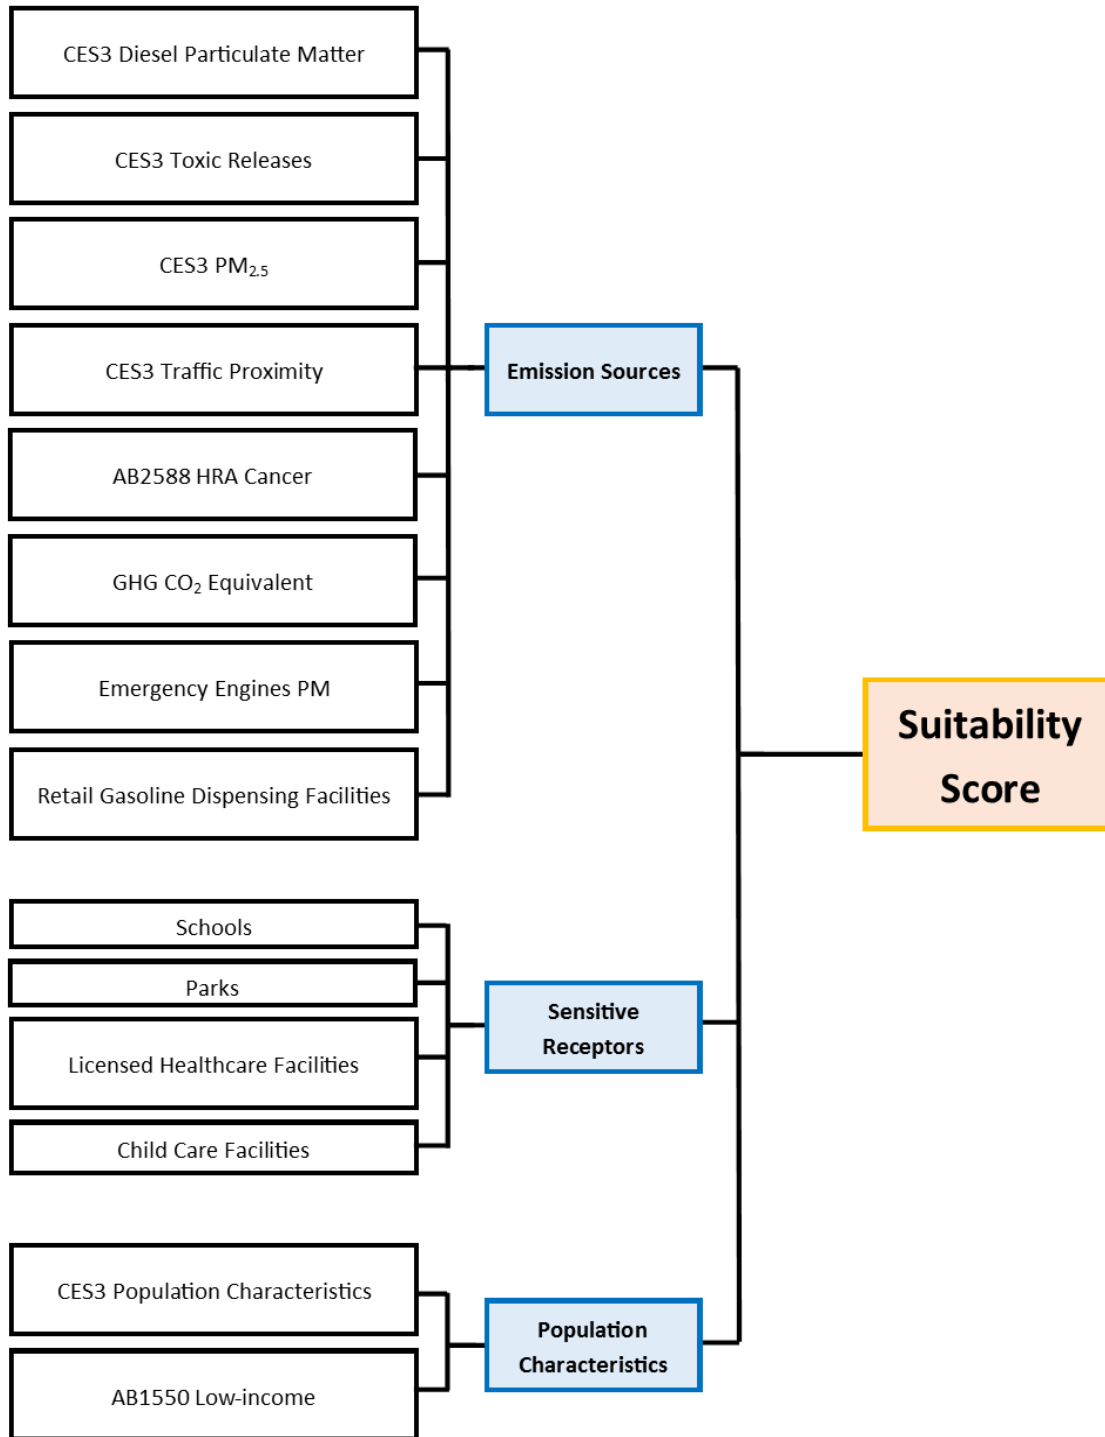 CES3 Diesel Particulate Matter
CES3 Toxic Releases
CES3 PM₂.₅
CES3 Traffic Proximity
AB2588 HRA Cancer
GHG CO₂ Equivalent
Emergency Engines PM
Retail Gasoline Dispensing Facilities
Emission Sources
Schools
Parks
Licensed Healthcare Facilities
Child Care Facilities
Sensitive
Receptors
CES3 Population Characteristics
AB1550 Low-income
Population
Characteristics
Suitability
Score